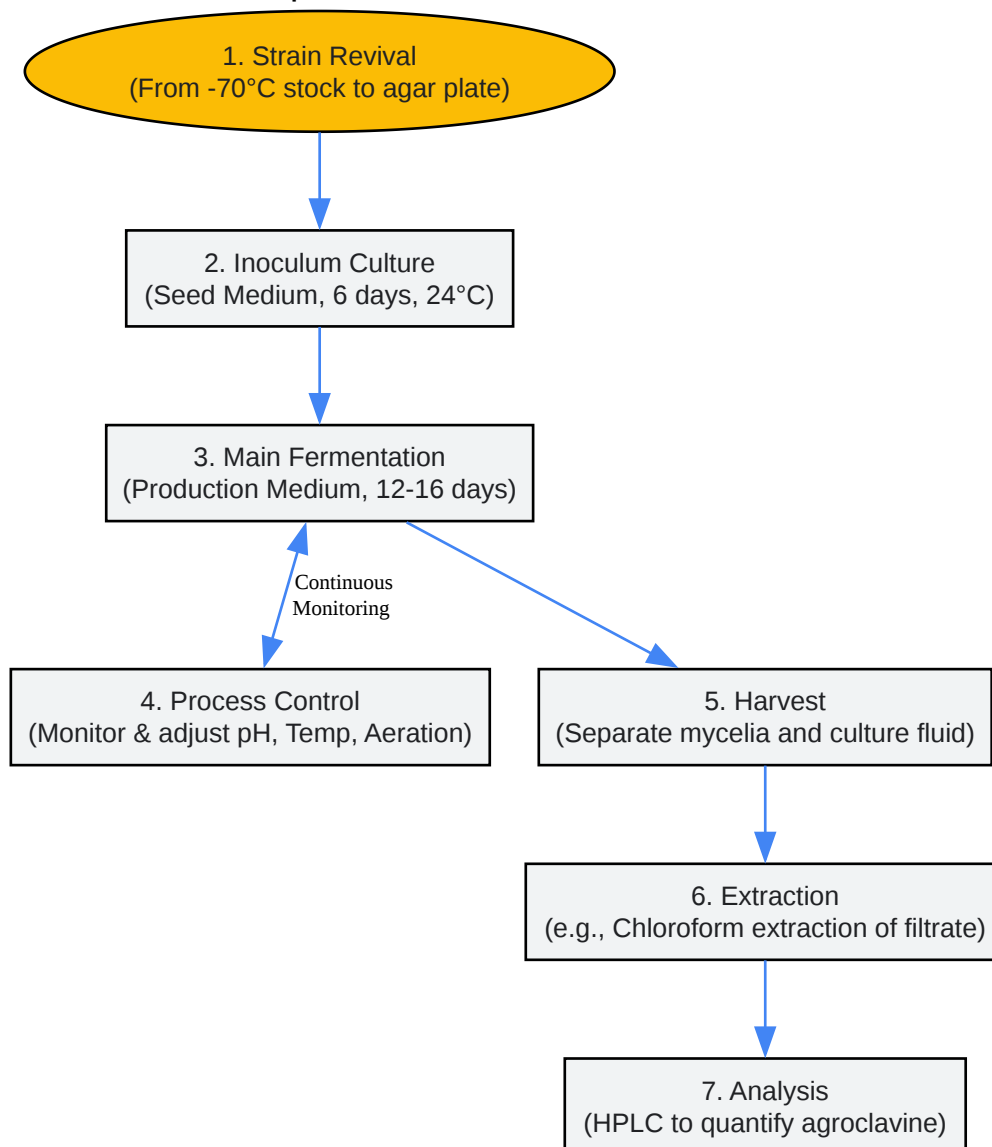 1. Strain Revival
(From -70°C stock to agar plate)
2. Inoculum Culture
(Seed Medium, 6 days, 24°C)
3. Main Fermentation
(Production Medium, 12-16 days)
Continuous
Monitoring
4. Process Control
(Monitor & adjust pH, Temp, Aeration)
5. Harvest
(Separate mycelia and culture fluid)
6. Extraction
(e.g., Chloroform extraction of filtrate)
7. Analysis
(HPLC to quantify agroclavine)